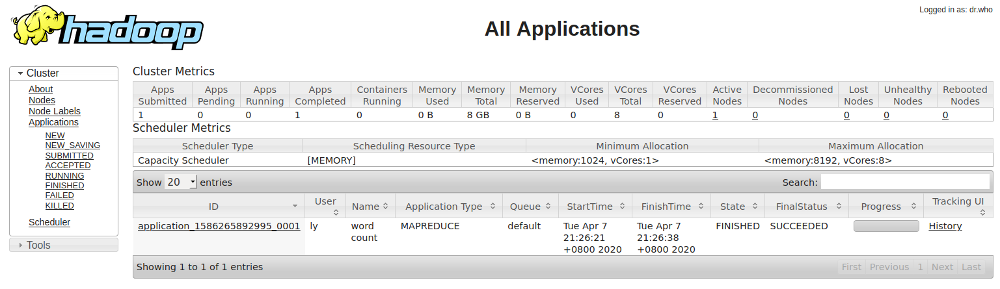 Logged in as: dr.who
hadoop
All Applications
Cluster
About
Nodes
Node Labels
Applications
NEW
NEW_SAVING
SUBMITTED
ACCEPTED
RUNNING
FINISHED
FAILED
KILLED
Scheduler
Tools
Cluster Metrics
Apps Submitted Apps Pending Apps Running Apps Completed Containers Running Memory Used Memory Total Memory Reserved VCores Used VCores Total VCores Reserved Active Nodes Decommissioned Nodes Lost Nodes Unhealthy Nodes Rebooted Nodes
1 0 0 1 0 0 B 8 GB 0 B 0 8 0 1 0 0 0 0
Scheduler Metrics
Scheduler Type Scheduling Resource Type Minimum Allocation Maximum Allocation
Capacity Scheduler [MEMORY] <memory:1024, vCores:1> <memory:8192, vCores:8>
Show 20 entries Search:
ID User Name Application Type Queue StartTime FinishTime State FinalStatus Progress Tracking UI
application_1586265892995_0001 ly word count MAPREDUCE default Tue Apr 7 21:26:21 +0800 2020 Tue Apr 7 21:26:38 +0800 2020 FINISHED SUCCEEDED History
Showing 1 to 1 of 1 entries First Previous 1 Next Last